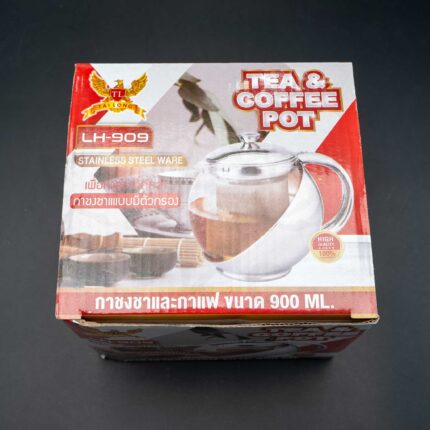 TL
TAI LONG
TEA &
COFFEE
POT
LH-909
STAINLESS STEEL WARE
กาชงชาแบบมีตัวกรอง
HIGH
QUALITY
100%
กาชงชาและกาแฟ ขนาด 900 ML.